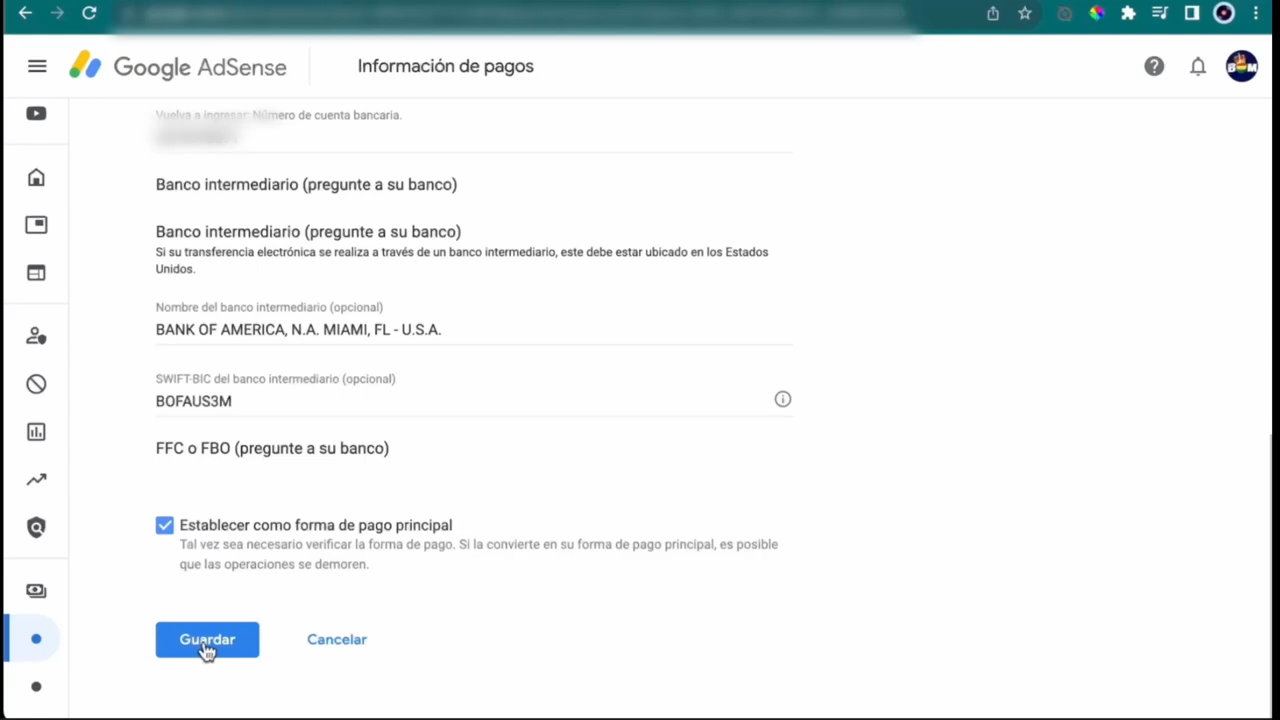 Google AdSense
Información de pagos
BOM
Vuelva a ingresar: Número de cuenta bancaria.
Banco intermediario (pregunte a su banco)
Banco intermediario (pregunte a su banco)
Si su transferencia electrónica se realiza a través de un banco intermediario, este debe estar ubicado en los Estados
Unidos.
Nombre del banco intermediario (opcional)
BANK OF AMERICA, N.A. MIAMI, FL - U.S.A.
SWIFT-BIC del banco intermediario (opcional)
BOFAUS3M
FFC o FBO (pregunte a su banco)
Establecer como forma de pago principal
Tal vez sea necesario verificar la forma de pago. Si la convierte en su forma de pago principal, es posible
que las operaciones se demoren.
Guardar
Cancelar